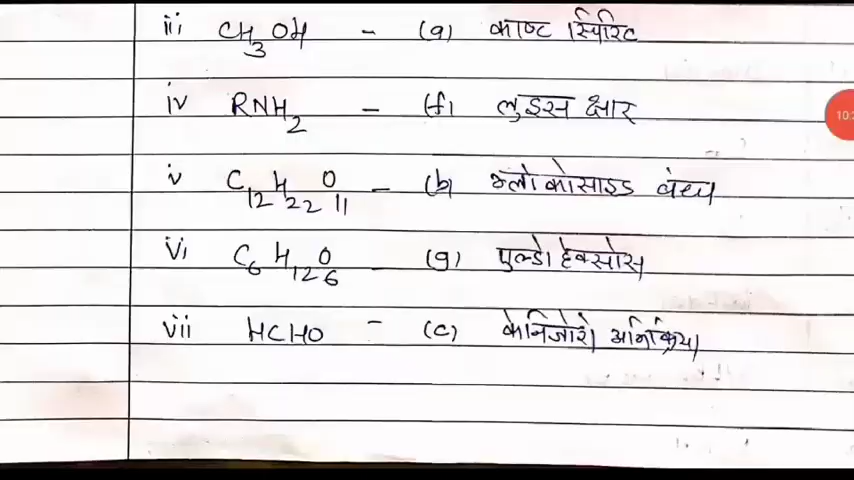 iii CH3OH - (a) काष्ट स्पिरिट
iv RNH2 - (f) लुइस क्षार
v C12H22O11 - (b) ग्लोकोसाइड बंध
vi C6H12O6 - (g) एल्डो हेक्सोस
vii HCHO - (c) केनिजारो अभिक्रिया